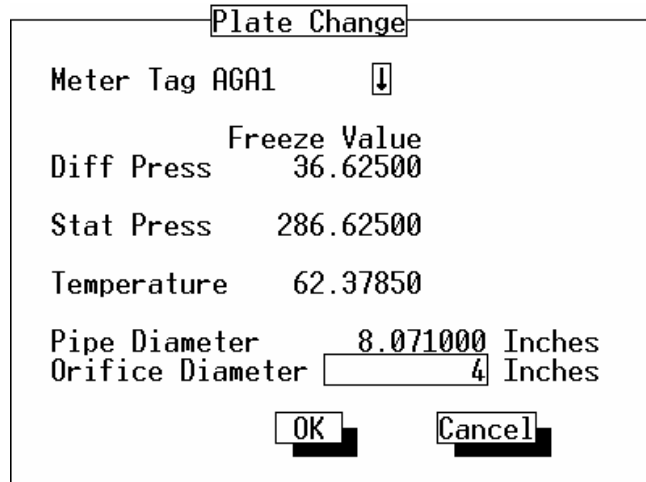 Plate Change
Meter Tag AGA1 ↓
Freeze Value
Diff Press 36.62500
Stat Press 286.62500
Temperature 62.37850
Pipe Diameter 8.071000 Inches
Orifice Diameter 4 Inches
OK Cancel